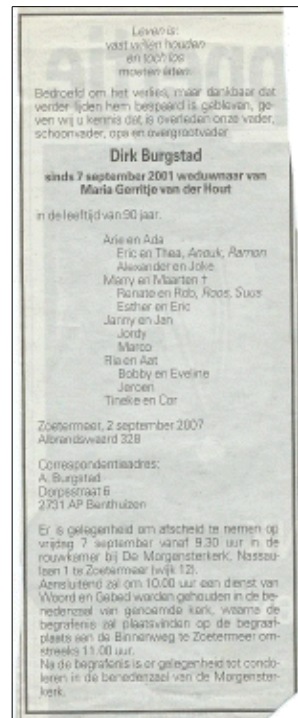 Leven is:
vast willen houden
en toch los
moeten laten.
Bedroefd om het verlies, maar dankbaar dat
verder lijden hem bespaard is gebleven, ge-
ven wij u kennis dat is overleden onze vader,
schoonvader, opa en overgrootvader
Dirk Burgstad
sinds 7 september 2001 weduwnaar van
Maria Gerritje van der Hout
in de leeftijd van 90 jaar.
Arie en Ada
Eric en Thea, Anouk, Ramon
Alexander en Joke
Marry en Maarten †
Renate en Rob, Roos, Suus
Esther en Eric
Janny en Jan
Jordy
Marco
Ria en Aat
Bobby en Eveline
Jeroen
Tineke en Cor
Zoetermeer, 2 september 2007
Albrandswaard 328
Correspondentieadres:
A. Burgstad
Dorpsstraat 6
2731 AP Benthuizen
Er is gelegenheid om afscheid te nemen op
vrijdag 7 september vanaf 9.30 uur in de
rouwkamer bij De Morgensterkerk, Nassau-
laan 1 te Zoetermeer (wijk 12).
Aansluitend zal om 10.00 uur een dienst van
Woord en Gebed worden gehouden in de be-
nedenzaal van genoemde kerk, waarna de
begrafenis zal plaatsvinden op de begraaf-
plaats aan de Binnenweg te Zoetermeer om-
streeks 11.00 uur.
Na de begrafenis is er gelegenheid tot condo-
leren in de benedenzaal van de Morgenster-
kerk.